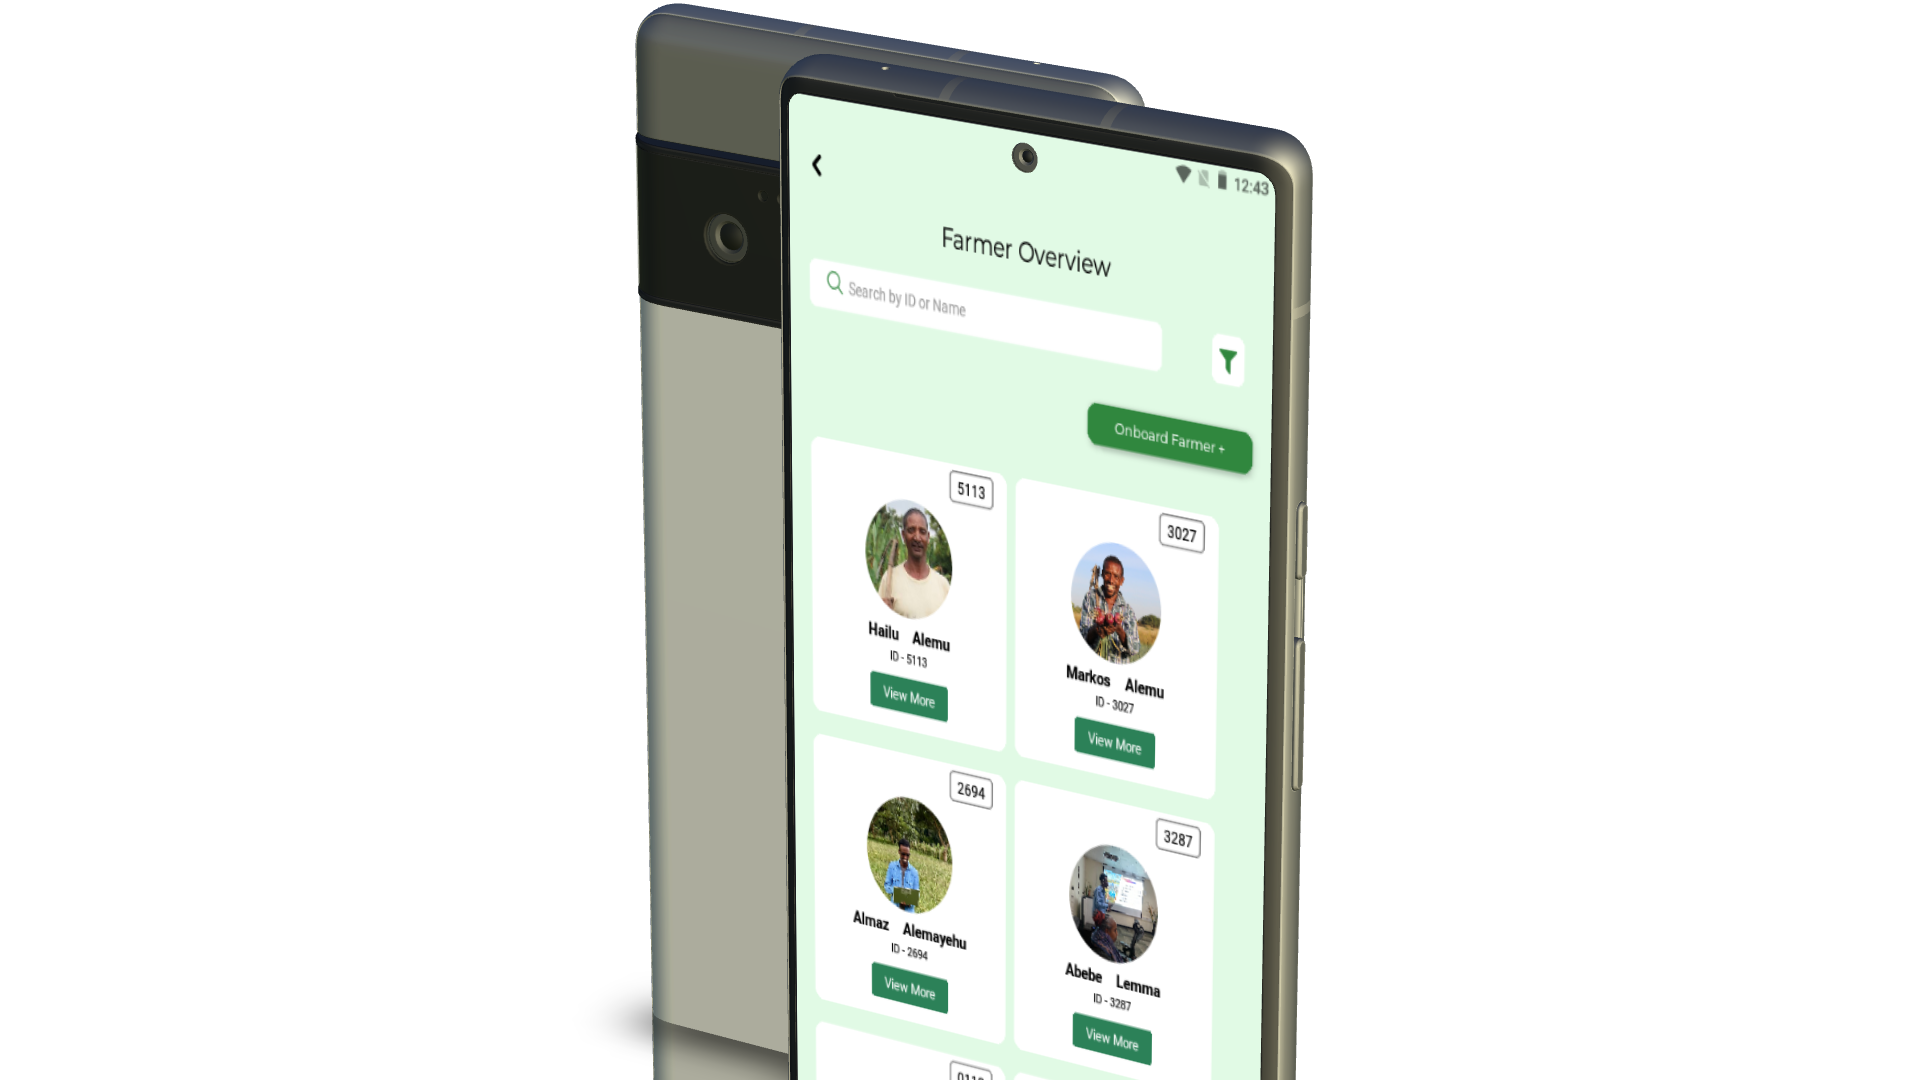 12:43
Farmer Overview
Search by ID or Name
Onboard Farmer +
5113
Hailu Alemu
ID - 5113
View More
3027
Markos Alemu
ID - 3027
View More
2694
Almaz Alemayehu
ID - 2694
View More
3287
Abebe Lemma
ID - 3287
View More